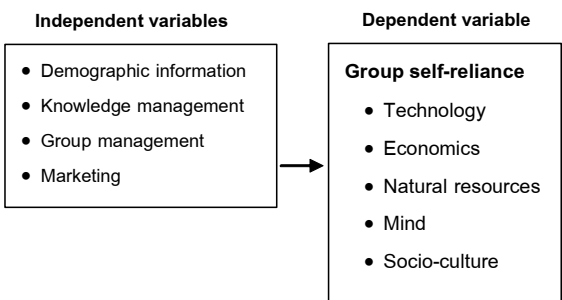 Independent variables
• Demographic information
• Knowledge management
• Group management
• Marketing
Dependent variable
Group self-reliance
• Technology
• Economics
• Natural resources
• Mind
• Socio-culture